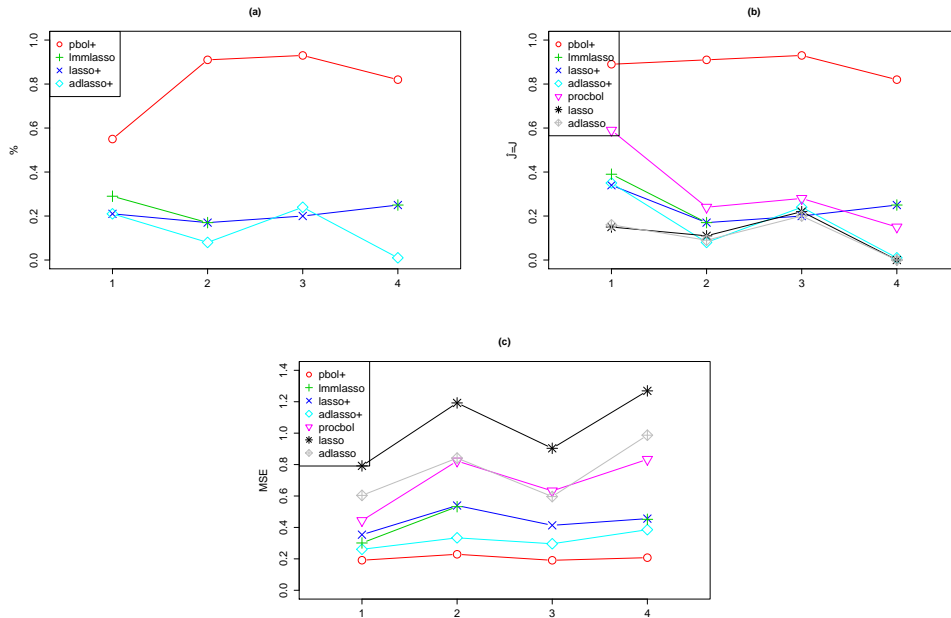 (a)
%
0.0 0.2 0.4 0.6 0.8 1.0
pbol+
lmmlasso
lasso+
adlasso+
1 2 3 4
(b)
Ĵ=J
0.0 0.2 0.4 0.6 0.8 1.0
pbol+
lmmlasso
lasso+
adlasso+
procbol
lasso
adlasso
1 2 3 4
(c)
MSE
0.0 0.2 0.4 0.6 0.8 1.0 1.2 1.4
pbol+
lmmlasso
lasso+
adlasso+
procbol
lasso
adlasso
1 2 3 4